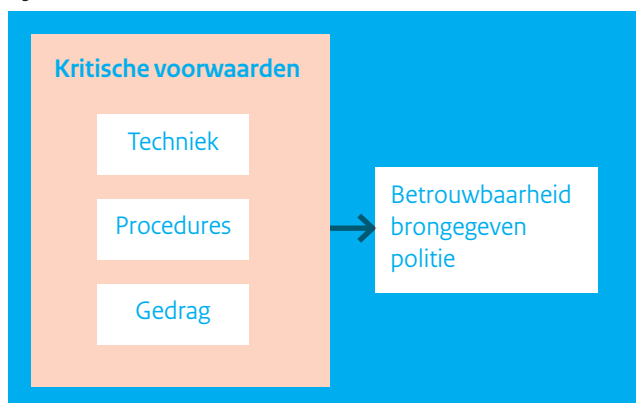 Kritische voorwaarden
Techniek
Procedures
Gedrag
Betrouwbaarheid
brongegeven
politie